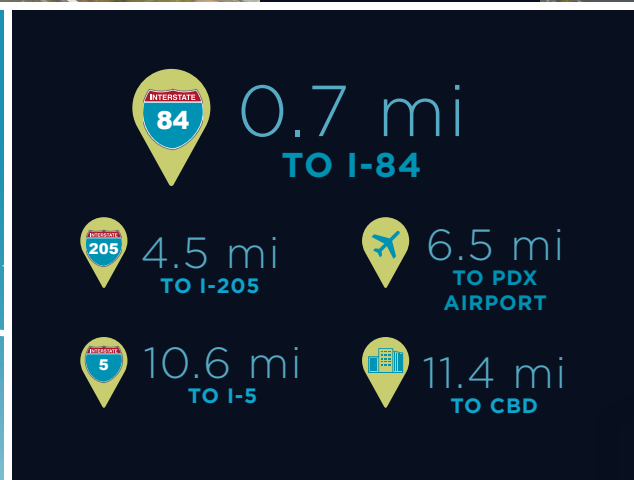 INTERSTATE
84
0.7 mi
TO I-84
INTERSTATE
205
4.5 mi
TO I-205
6.5 mi
TO PDX
AIRPORT
INTERSTATE
5
10.6 mi
TO I-5
11.4 mi
TO CBD